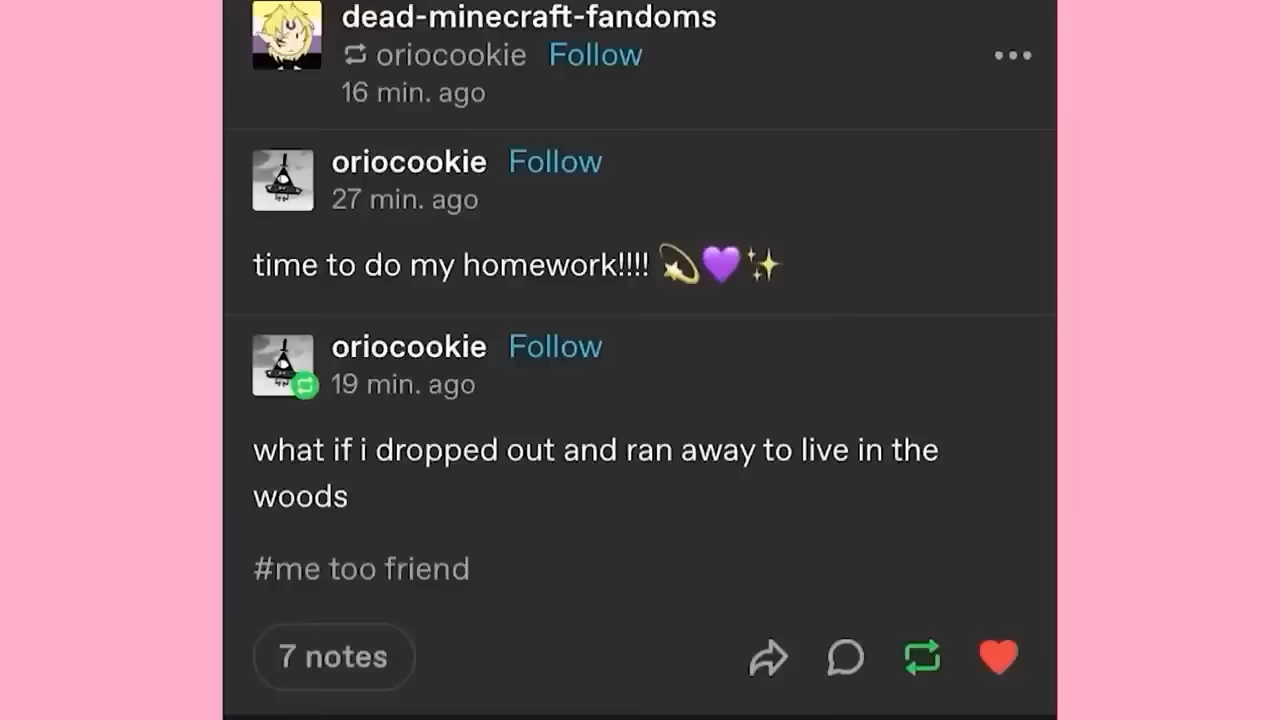 dead-minecraft-fandoms
oriocookie Follow
16 min. ago
oriocookie Follow
27 min. ago
time to do my homework!!!! 💫💜✨
oriocookie Follow
19 min. ago
what if i dropped out and ran away to live in the
woods
#me too friend
7 notes